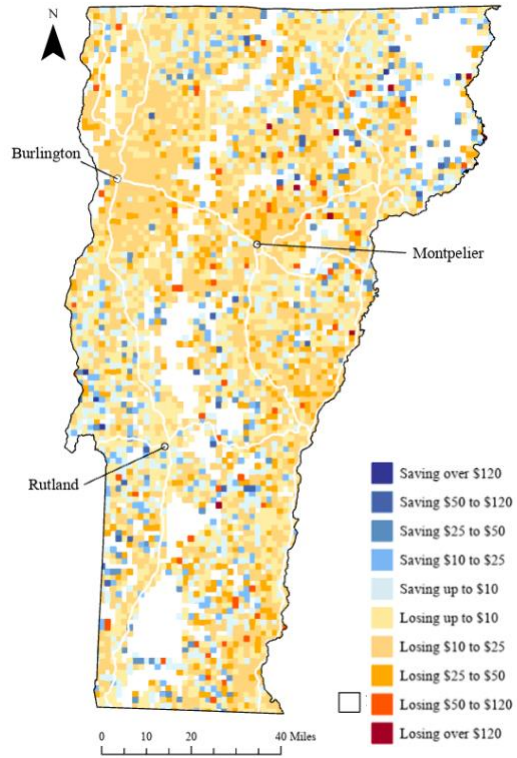 N
Burlington
Montpelier
Rutland
Saving over $120
Saving $50 to $120
Saving $25 to $50
Saving $10 to $25
Saving up to $10
Losing up to $10
Losing $10 to $25
Losing $25 to $50
Losing $50 to $120
Losing over $120
0 10 20 40 Miles